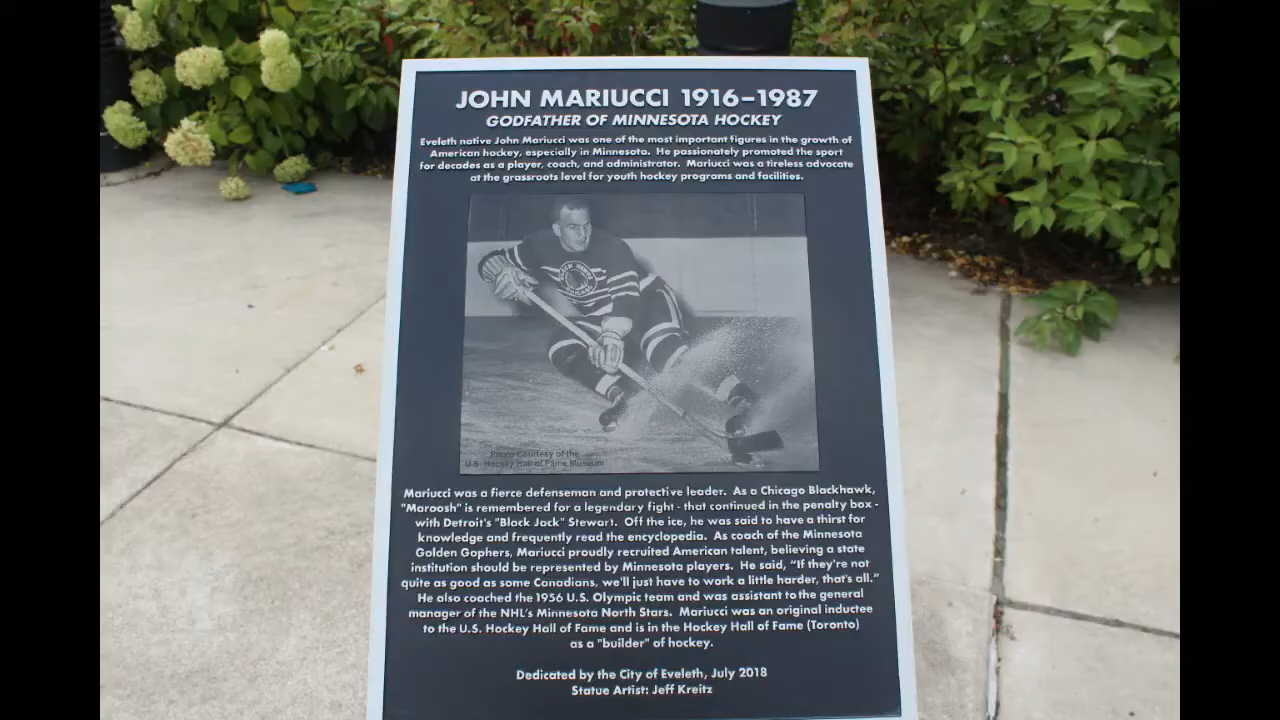 JOHN MARIUCCI 1916–1987
GODFATHER OF MINNESOTA HOCKEY
Eveleth native John Mariucci was one of the most important figures in the growth of
American hockey, especially in Minnesota. He passionately promoted the sport
for decades as a player, coach, and administrator. Mariucci was a tireless advocate
at the grassroots level for youth hockey programs and facilities.
BLACK HAWKS
CHICAGO
Photo Courtesy of the
U.S. Hockey Hall of Fame Museum
Mariucci was a fierce defenseman and protective leader. As a Chicago Blackhawk,
"Maroosh" is remembered for a legendary fight - that continued in the penalty box -
with Detroit's "Black Jack" Stewart. Off the ice, he was said to have a thirst for
knowledge and frequently read the encyclopedia. As coach of the Minnesota
Golden Gophers, Mariucci proudly recruited American talent, believing a state
institution should be represented by Minnesota players. He said, “If they're not
quite as good as some Canadians, we'll just have to work a little harder, that's all.”
He also coached the 1956 U.S. Olympic team and was assistant to the general
manager of the NHL's Minnesota North Stars. Mariucci was an original inductee
to the U.S. Hockey Hall of Fame and is in the Hockey Hall of Fame (Toronto)
as a "builder" of hockey.
Dedicated by the City of Eveleth, July 2018
Statue Artist: Jeff Kreitz